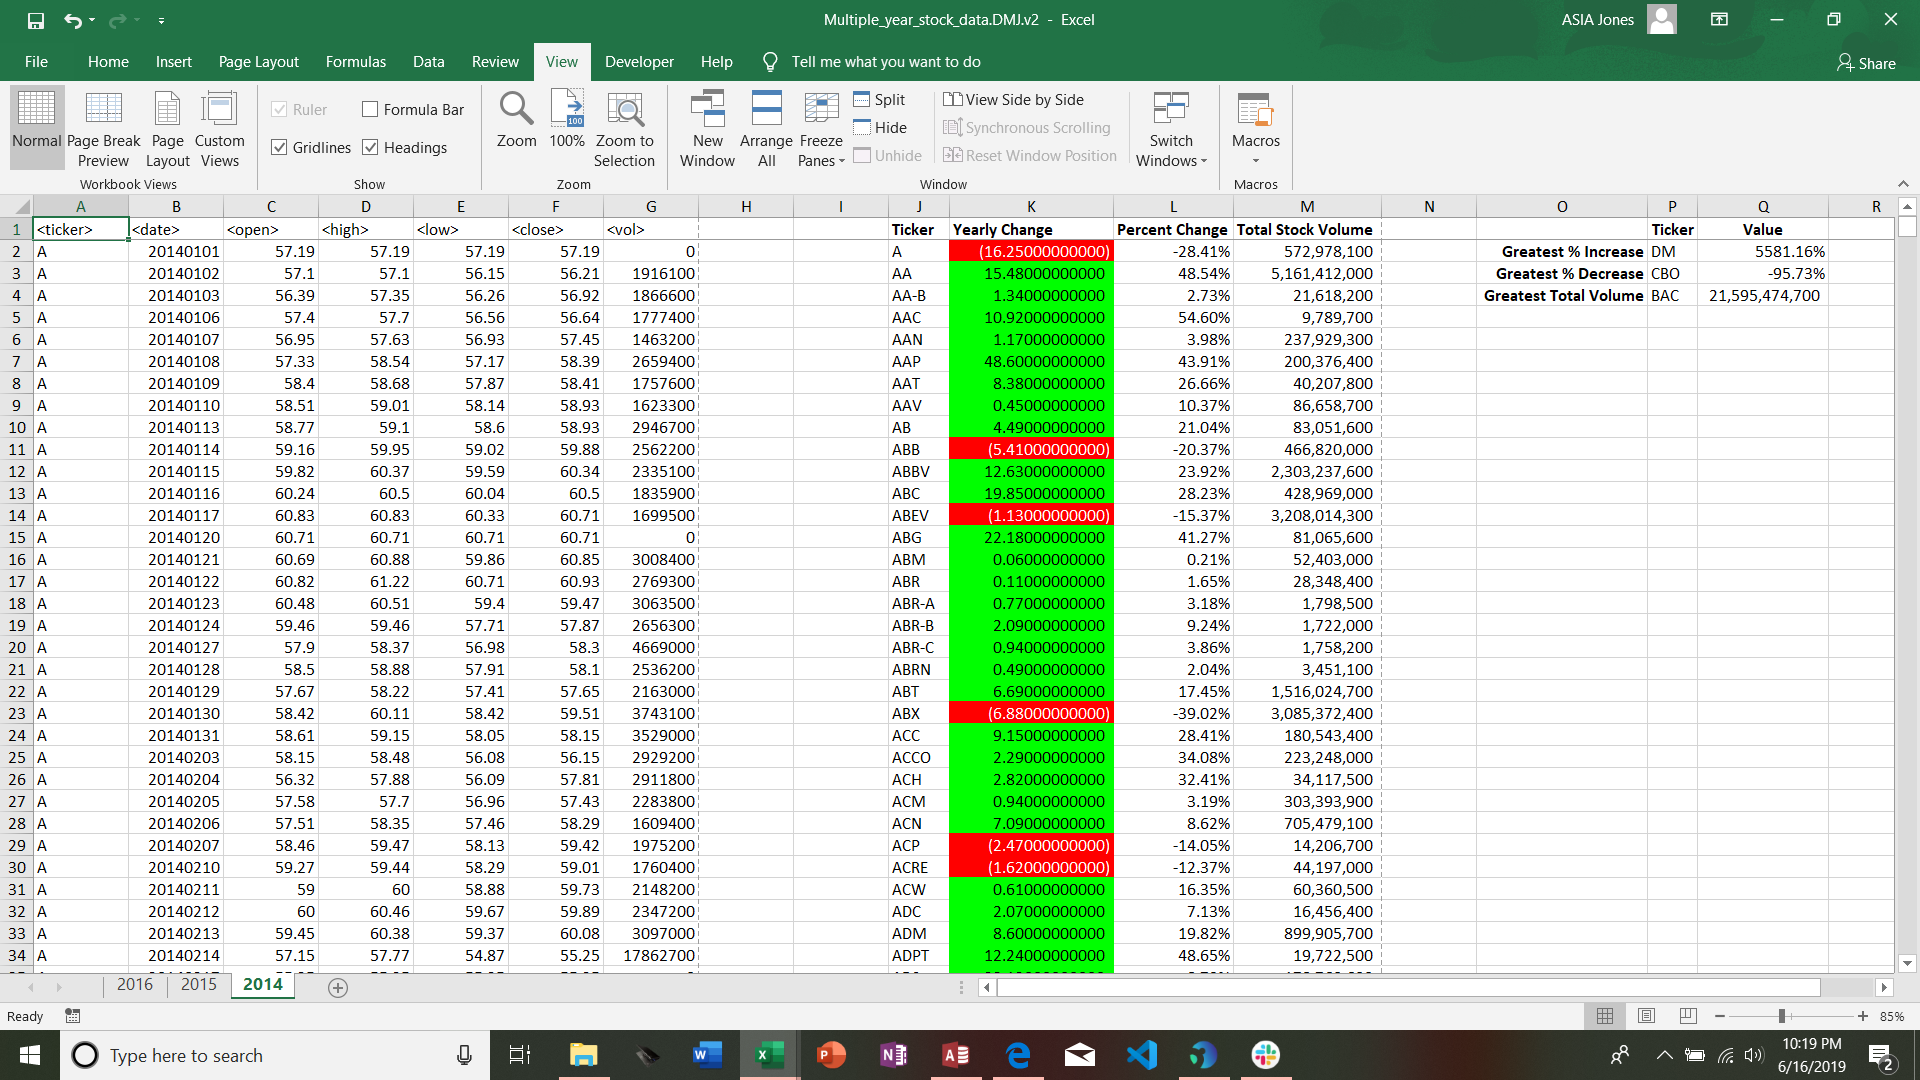 Multiple_year_stock_data.DMJ.v2 - Excel
ASIA Jones
File Home Insert Page Layout Formulas Data Review View Developer Help Tell me what you want to do
Share
Normal Page Break Preview Page Layout Custom Views
Workbook Views
Ruler Formula Bar
Gridlines Headings
Show
Zoom 100% Zoom to Selection
Zoom
New Window Arrange All Freeze Panes
Split
Hide
Unhide
View Side by Side
Synchronous Scrolling
Reset Window Position
Switch Windows
Window
Macros
Macros
A B C D E F G H I J K L M N O P Q R
1 <ticker> <date> <open> <high> <low> <close> <vol> Ticker Yearly Change Percent Change Total Stock Volume Ticker Value
2 A 20140101 57.19 57.19 57.19 57.19 0 A (16.25000000000) -28.41% 572,978,100 Greatest % Increase DM 5581.16%
3 A 20140102 57.1 57.1 56.15 56.21 1916100 AA 15.48000000000 48.54% 5,161,412,000 Greatest % Decrease CBO -95.73%
4 A 20140103 56.39 57.35 56.26 56.92 1866600 AA-B 1.34000000000 2.73% 21,618,200 Greatest Total Volume BAC 21,595,474,700
5 A 20140106 57.4 57.7 56.56 56.64 1777400 AAC 10.92000000000 54.60% 9,789,700
6 A 20140107 56.95 57.63 56.93 57.45 1463200 AAN 1.17000000000 3.98% 237,929,300
7 A 20140108 57.33 58.54 57.17 58.39 2659400 AAP 48.60000000000 43.91% 200,376,400
8 A 20140109 58.4 58.68 57.87 58.41 1757600 AAT 8.38000000000 26.66% 40,207,800
9 A 20140110 58.51 59.01 58.14 58.93 1623300 AAV 0.45000000000 10.37% 86,658,700
10 A 20140113 58.77 59.1 58.6 58.93 2946700 AB 4.49000000000 21.04% 83,051,600
11 A 20140114 59.16 59.95 59.02 59.88 2562200 ABB (5.41000000000) -20.37% 466,820,000
12 A 20140115 59.82 60.37 59.59 60.34 2335100 ABBV 12.63000000000 23.92% 2,303,237,600
13 A 20140116 60.24 60.5 60.04 60.5 1835900 ABC 19.85000000000 28.23% 428,969,000
14 A 20140117 60.83 60.83 60.33 60.71 1699500 ABEV (1.13000000000) -15.37% 3,208,014,300
15 A 20140120 60.71 60.71 60.71 60.71 0 ABG 22.18000000000 41.27% 81,065,600
16 A 20140121 60.69 60.88 59.86 60.85 3008400 ABM 0.06000000000 0.21% 52,403,000
17 A 20140122 60.82 61.22 60.71 60.93 2769300 ABR 0.11000000000 1.65% 28,348,400
18 A 20140123 60.48 60.51 59.4 59.47 3063500 ABR-A 0.77000000000 3.18% 1,798,500
19 A 20140124 59.46 59.46 57.71 57.87 2656300 ABR-B 2.09000000000 9.24% 1,722,000
20 A 20140127 57.9 58.37 56.98 58.3 4669000 ABR-C 0.94000000000 3.86% 1,758,200
21 A 20140128 58.5 58.88 57.91 58.1 2536200 ABRN 0.49000000000 2.04% 3,451,100
22 A 20140129 57.67 58.22 57.41 57.65 2163000 ABT 6.69000000000 17.45% 1,516,024,700
23 A 20140130 58.42 60.11 58.42 59.51 3743100 ABX (6.88000000000) -39.02% 3,085,372,400
24 A 20140131 58.61 59.15 58.05 58.15 3529000 ACC 9.15000000000 28.41% 180,543,400
25 A 20140203 58.15 58.48 56.08 56.15 2929200 ACCO 2.29000000000 34.08% 223,248,000
26 A 20140204 56.32 57.88 56.09 57.81 2911800 ACH 2.82000000000 32.41% 34,117,500
27 A 20140205 57.58 57.7 56.96 57.43 2283800 ACM 0.94000000000 3.19% 303,393,900
28 A 20140206 57.51 58.35 57.46 58.29 1609400 ACN 7.09000000000 8.62% 705,479,100
29 A 20140207 58.46 59.47 58.13 59.42 1975200 ACP (2.47000000000) -14.05% 14,206,700
30 A 20140210 59.27 59.44 58.29 59.01 1760400 ACRE (1.62000000000) -12.37% 44,197,000
31 A 20140211 59 60 58.88 59.73 2148200 ACW 0.61000000000 16.35% 60,360,500
32 A 20140212 60 60.46 59.67 59.89 2347200 ADC 2.07000000000 7.13% 16,456,400
33 A 20140213 59.45 60.38 59.37 60.08 3097000 ADM 8.60000000000 19.82% 899,905,700
34 A 20140214 57.15 57.77 54.87 55.25 17862700 ADPT 12.24000000000 48.65% 19,722,500
2016 2015 2014
Ready
85%
Type here to search
10:19 PM
6/16/2019
2